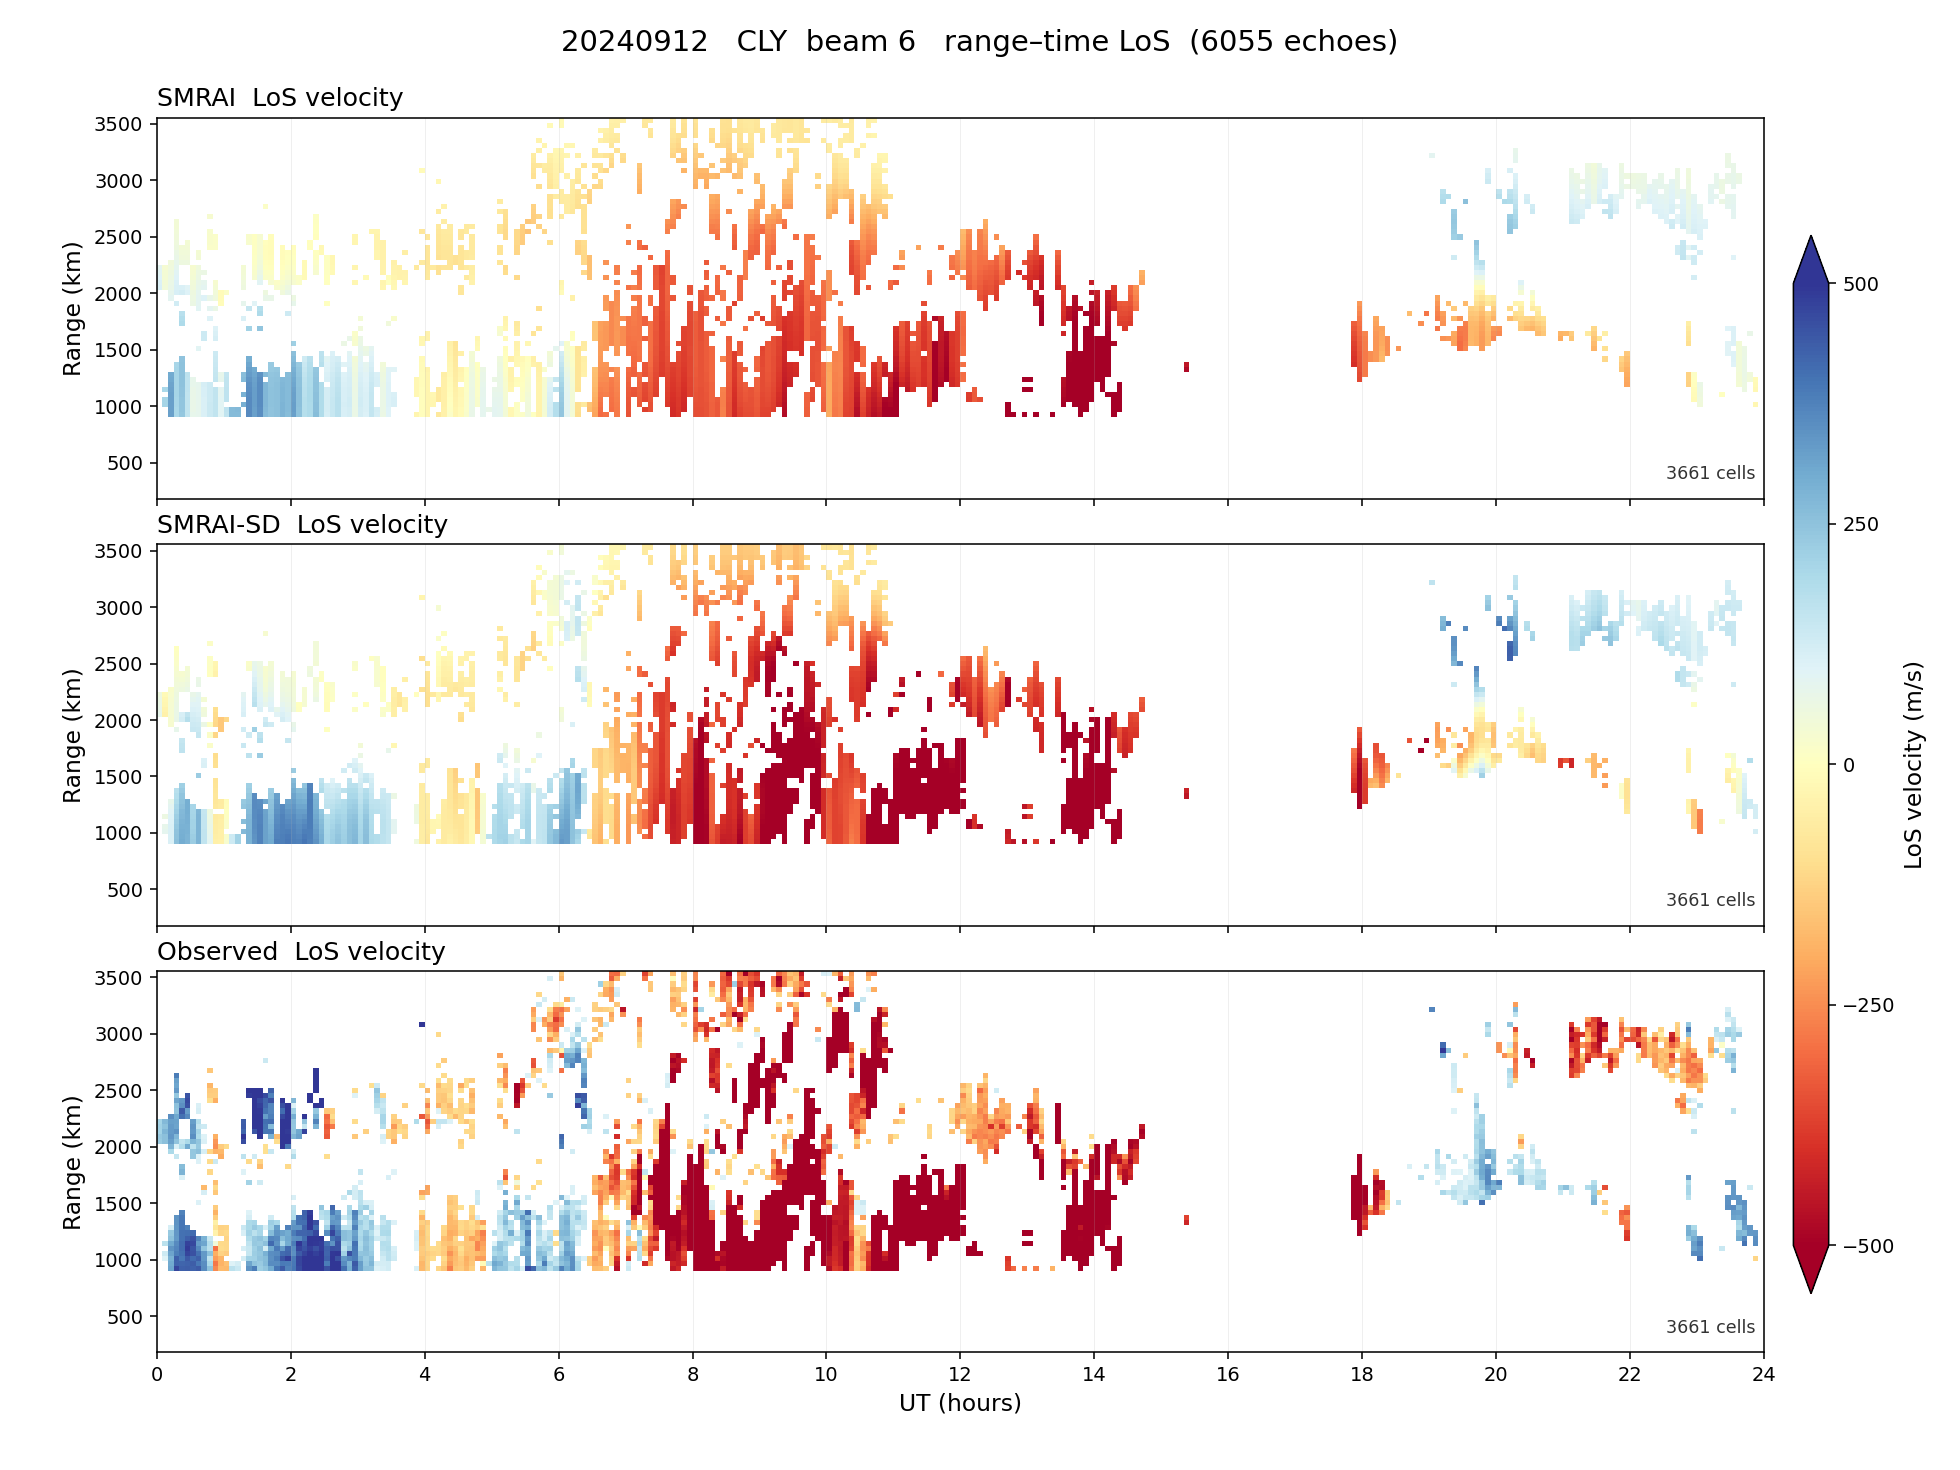 20240912   CLY  beam 6   range–time LoS  (6055 echoes)
SMRAI  LoS velocity
3500
3000
2500
2000
1500
1000
500
Range (km)
3661 cells
SMRAI-SD  LoS velocity
3500
3000
2500
2000
1500
1000
500
Range (km)
3661 cells
Observed  LoS velocity
3500
3000
2500
2000
1500
1000
500
Range (km)
3661 cells
0 2 4 6 8 10 12 14 16 18 20 22 24
UT (hours)
500
250
0
−250
−500
LoS velocity (m/s)